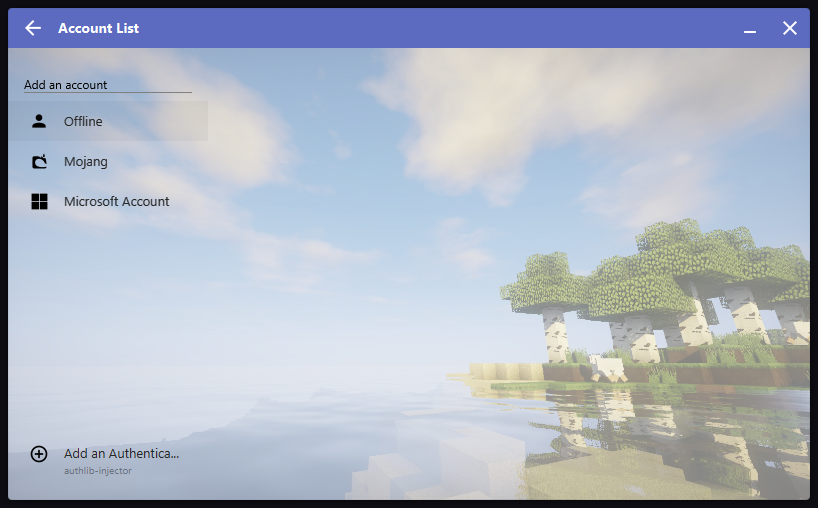 Account List
Add an account
Offline
Mojang
Microsoft Account
Add an Authentica...
authlib-injector